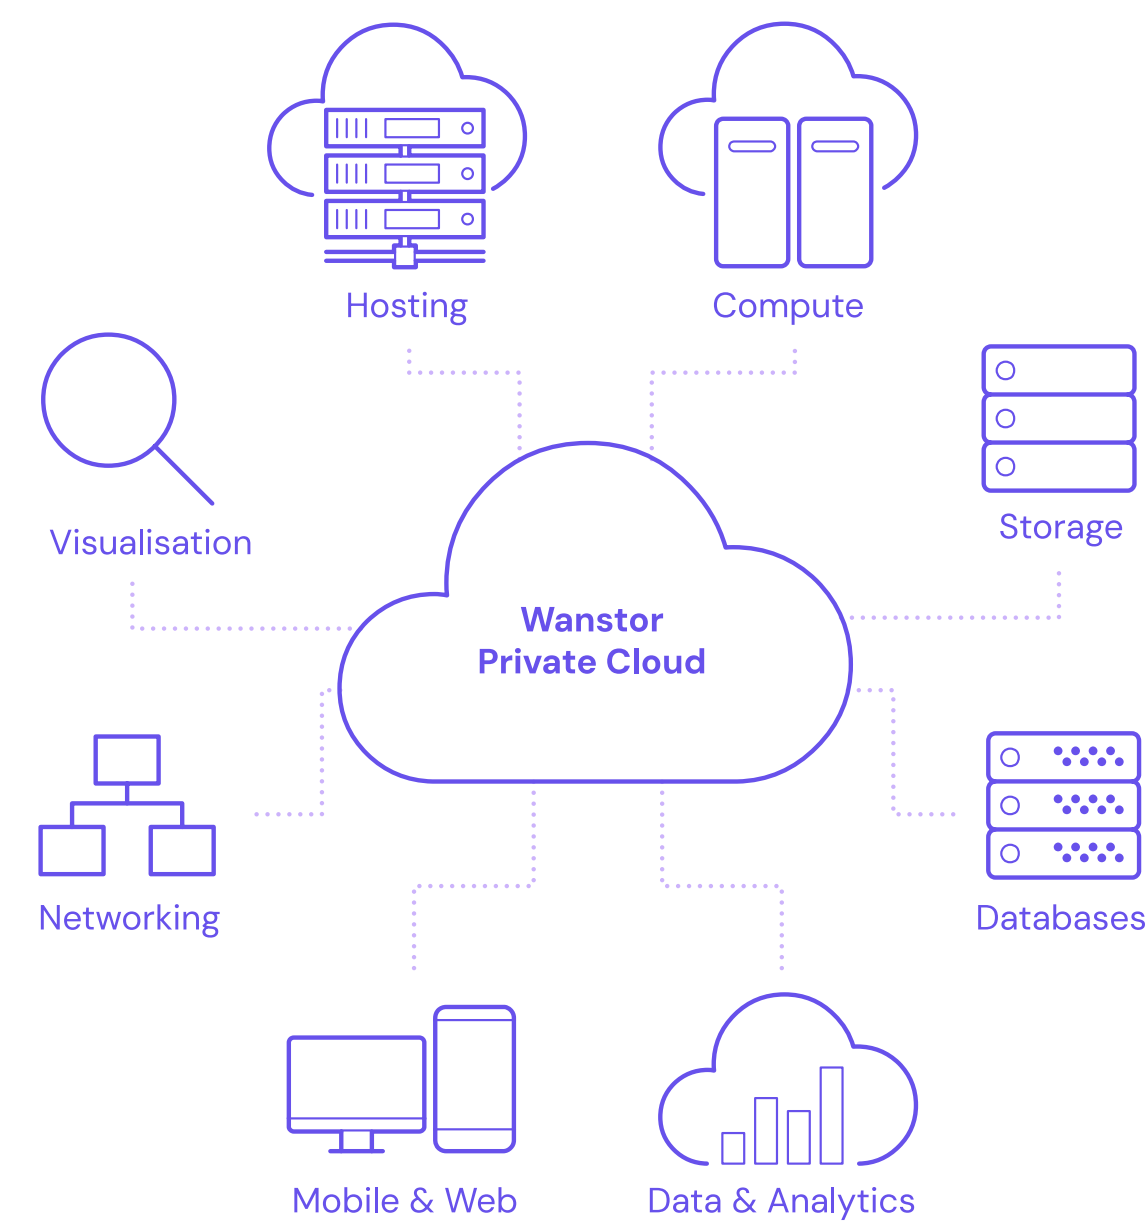 Hosting
Compute
Visualisation
Storage
Wanstor
Private Cloud
Networking
Databases
Mobile & Web
Data & Analytics